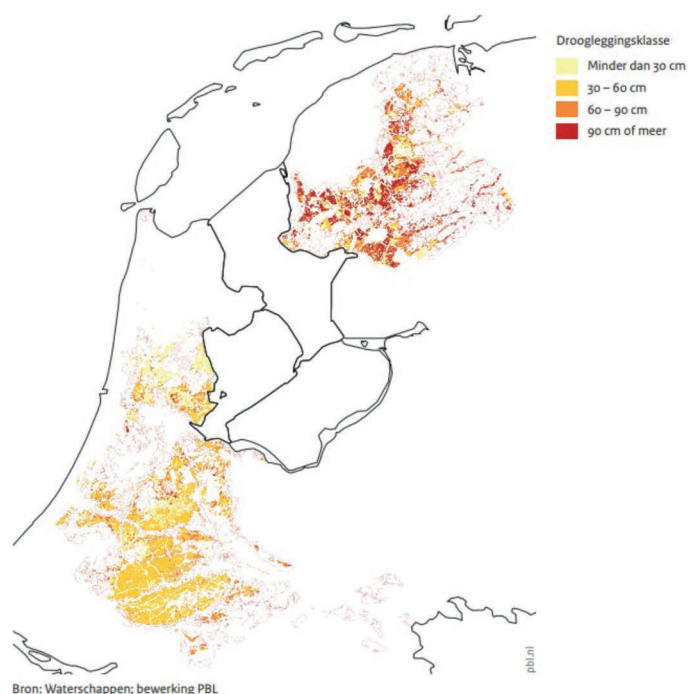 Droogleggingsklasse
Minder dan 30 cm
30 – 60 cm
60 – 90 cm
90 cm of meer
pbl.nl
Bron: Waterschappen; bewerking PBL